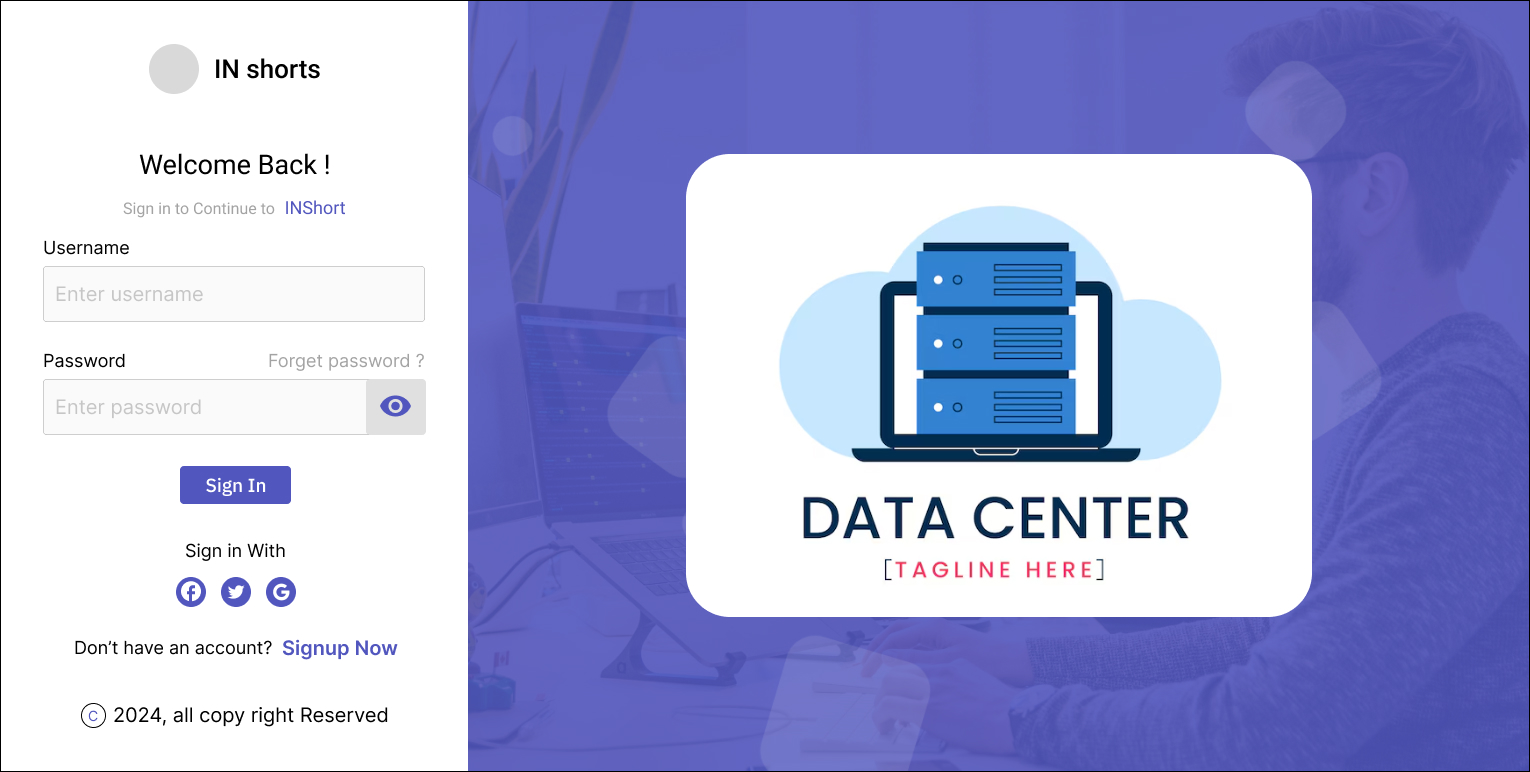 IN shorts
Welcome Back !
Sign in to Continue to INShort
Username
Enter username
Password Forget password ?
Enter password
Sign In
Sign in With
Don’t have an account? Signup Now
© 2024, all copy right Reserved
DATA CENTER
[TAGLINE HERE]